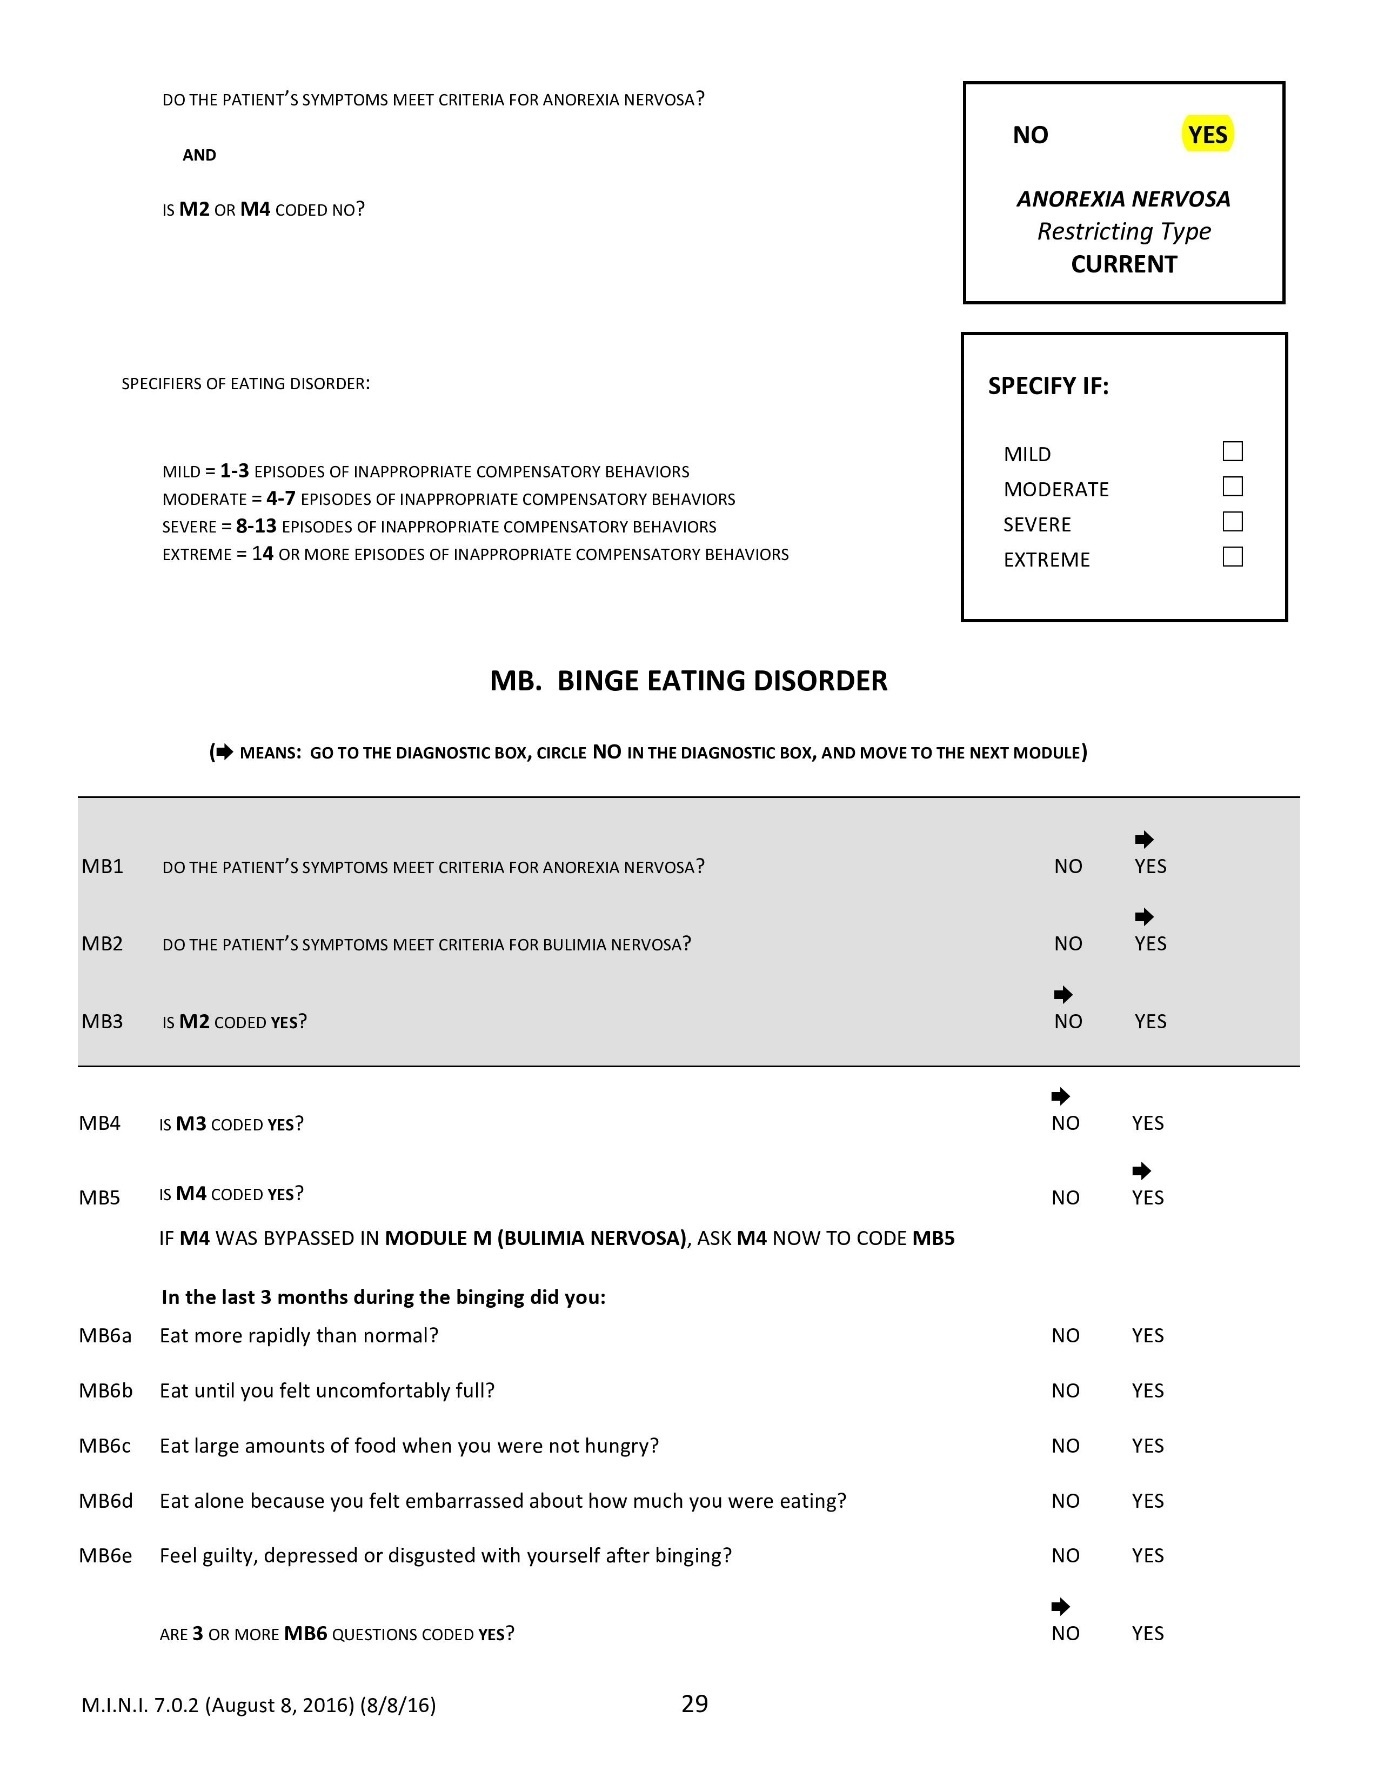 DO THE PATIENT'S SYMPTOMS MEET CRITERIA FOR ANOREXIA NERVOSA?
AND
IS M2 OR M4 CODED NO?
NO YES
ANOREXIA NERVOSA
Restricting Type
CURRENT
SPECIFIERS OF EATING DISORDER:
MILD = 1-3 EPISODES OF INAPPROPRIATE COMPENSATORY BEHAVIORS
MODERATE = 4-7 EPISODES OF INAPPROPRIATE COMPENSATORY BEHAVIORS
SEVERE = 8-13 EPISODES OF INAPPROPRIATE COMPENSATORY BEHAVIORS
EXTREME = 14 OR MORE EPISODES OF INAPPROPRIATE COMPENSATORY BEHAVIORS
SPECIFY IF:
MILD ☐
MODERATE ☐
SEVERE ☐
EXTREME ☐
MB. BINGE EATING DISORDER
(➡ MEANS: GO TO THE DIAGNOSTIC BOX, CIRCLE NO IN THE DIAGNOSTIC BOX, AND MOVE TO THE NEXT MODULE)
➡
MB1 DO THE PATIENT'S SYMPTOMS MEET CRITERIA FOR ANOREXIA NERVOSA? NO YES
➡
MB2 DO THE PATIENT'S SYMPTOMS MEET CRITERIA FOR BULIMIA NERVOSA? NO YES
➡
MB3 IS M2 CODED YES? NO YES
➡
MB4 IS M3 CODED YES? NO YES
➡
MB5 IS M4 CODED YES? NO YES
IF M4 WAS BYPASSED IN MODULE M (BULIMIA NERVOSA), ASK M4 NOW TO CODE MB5
In the last 3 months during the binging did you:
MB6a Eat more rapidly than normal? NO YES
MB6b Eat until you felt uncomfortably full? NO YES
MB6c Eat large amounts of food when you were not hungry? NO YES
MB6d Eat alone because you felt embarrassed about how much you were eating? NO YES
MB6e Feel guilty, depressed or disgusted with yourself after binging? NO YES
➡
ARE 3 OR MORE MB6 QUESTIONS CODED YES? NO YES
M.I.N.I. 7.0.2 (August 8, 2016) (8/8/16) 29